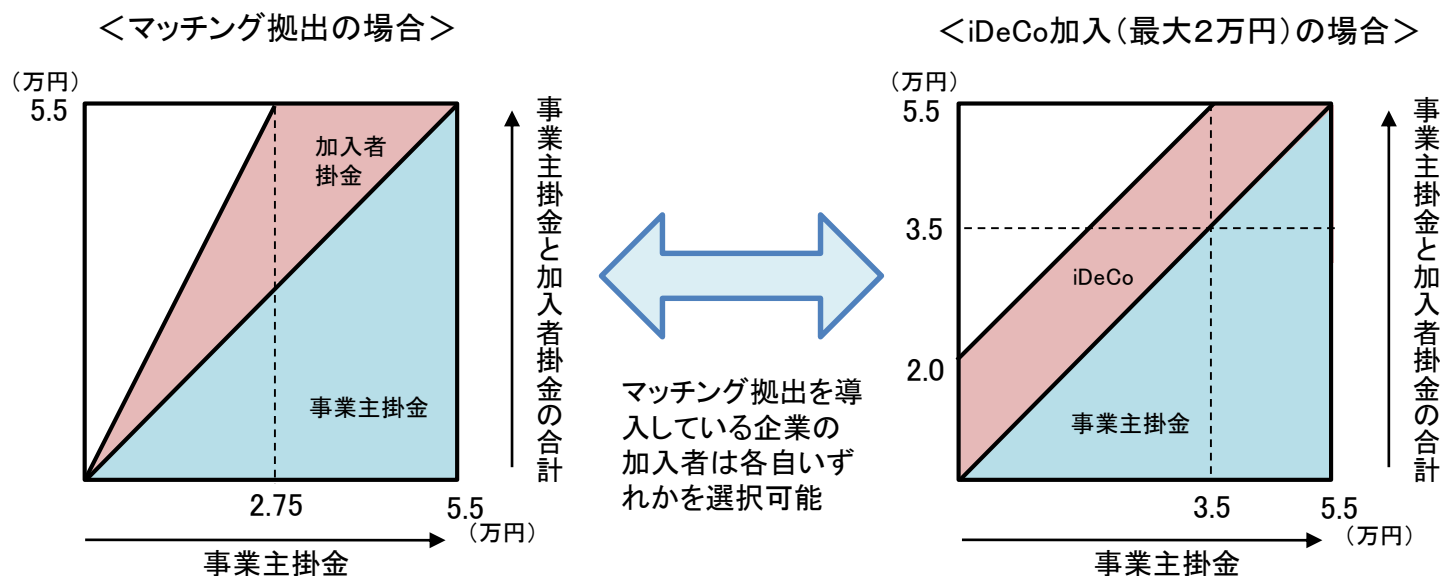 ＜マッチング拠出の場合＞
（万円）
5.5
加入者
掛金
事業主掛金
2.75
5.5
（万円）
事業主掛金
事業主掛金と加入者掛金の合計
マッチング拠出を導
入している企業の
加入者は各自いず
れかを選択可能
＜iDeCo加入（最大２万円）の場合＞
（万円）
5.5
3.5
2.0
iDeCo
事業主掛金
3.5
5.5
（万円）
事業主掛金
事業主掛金と加入者掛金の合計